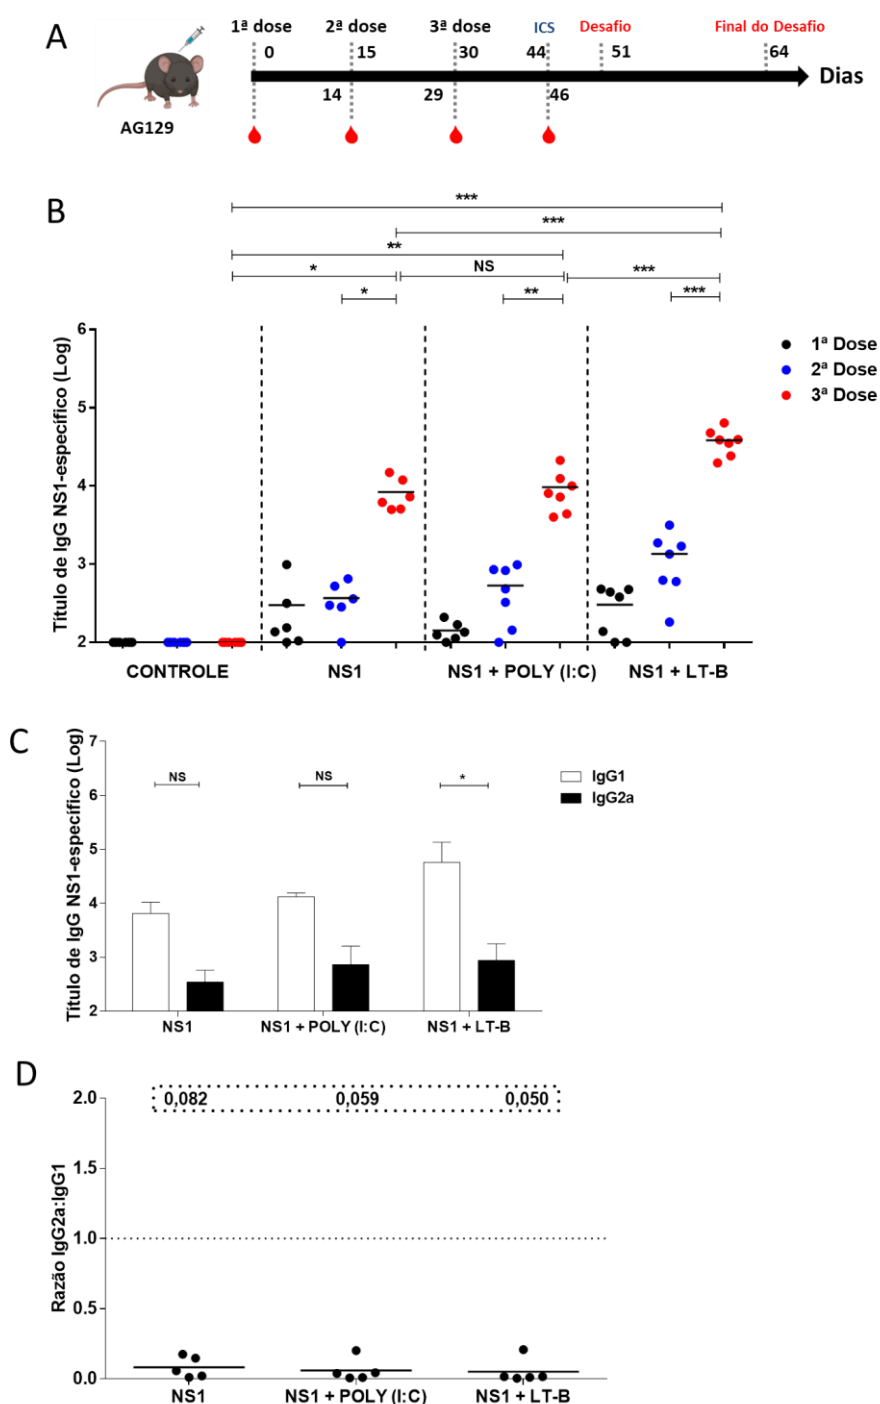 A
1ª dose 2ª dose 3ª dose ICS Desafio Final do Desafio
0 15 30 44 51 64
Dias
14 29 46
AG129
B
***
***
**
* NS ***
* ** ***
Título de IgG NS1-específico (Log)
6
5
4
3
2
1ª Dose
2ª Dose
3ª Dose
CONTROLE NS1 NS1 + POLY (I:C) NS1 + LT-B
C
Título de IgG NS1-específico (Log)
7
6
5
4
3
2
NS NS *
IgG1
IgG2a
NS1 NS1 + POLY (I:C) NS1 + LT-B
D
Razão IgG2a:IgG1
2.0
1.5
1.0
0.5
0.0
0,082 0,059 0,050
NS1 NS1 + POLY (I:C) NS1 + LT-B